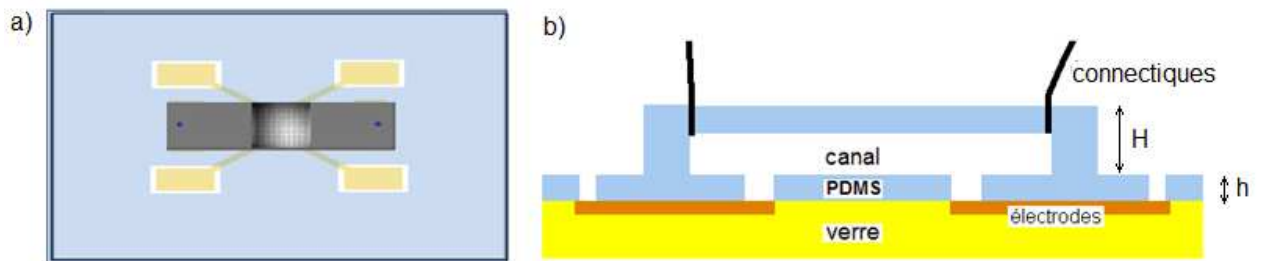 a)
b)
connectiques
H
canal
PDMS
h
électrodes
verre